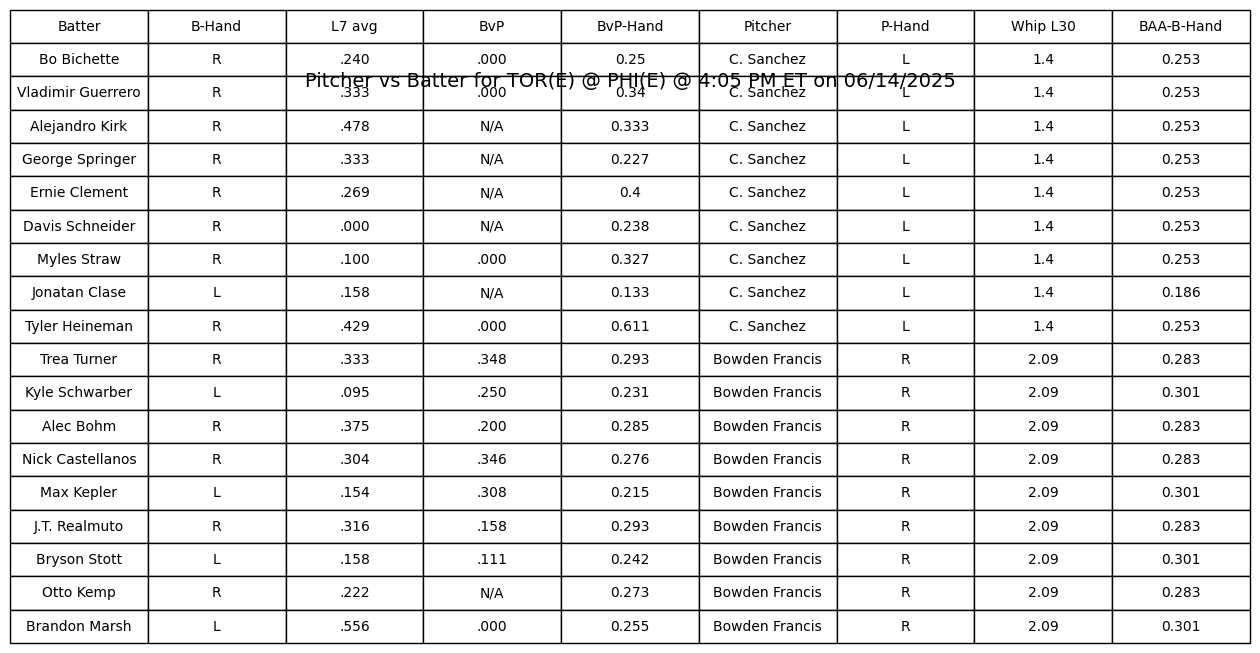 Batter B-Hand L7 avg BvP BvP-Hand Pitcher P-Hand Whip L30 BAA-B-Hand
Bo Bichette R .240 .000 0.25 C. Sanchez L 1.4 0.253
Pitcher vs Batter for TOR(E) @ PHI(E) @ 4:05 PM ET on 06/14/2025
Vladimir Guerrero R .333 .000 0.34 C. Sanchez L 1.4 0.253
Alejandro Kirk R .478 N/A 0.333 C. Sanchez L 1.4 0.253
George Springer R .333 N/A 0.227 C. Sanchez L 1.4 0.253
Ernie Clement R .269 N/A 0.4 C. Sanchez L 1.4 0.253
Davis Schneider R .000 N/A 0.238 C. Sanchez L 1.4 0.253
Myles Straw R .100 .000 0.327 C. Sanchez L 1.4 0.253
Jonatan Clase L .158 N/A 0.133 C. Sanchez L 1.4 0.186
Tyler Heineman R .429 .000 0.611 C. Sanchez L 1.4 0.253
Trea Turner R .333 .348 0.293 Bowden Francis R 2.09 0.283
Kyle Schwarber L .095 .250 0.231 Bowden Francis R 2.09 0.301
Alec Bohm R .375 .200 0.285 Bowden Francis R 2.09 0.283
Nick Castellanos R .304 .346 0.276 Bowden Francis R 2.09 0.283
Max Kepler L .154 .308 0.215 Bowden Francis R 2.09 0.301
J.T. Realmuto R .316 .158 0.293 Bowden Francis R 2.09 0.283
Bryson Stott L .158 .111 0.242 Bowden Francis R 2.09 0.301
Otto Kemp R .222 N/A 0.273 Bowden Francis R 2.09 0.283
Brandon Marsh L .556 .000 0.255 Bowden Francis R 2.09 0.301